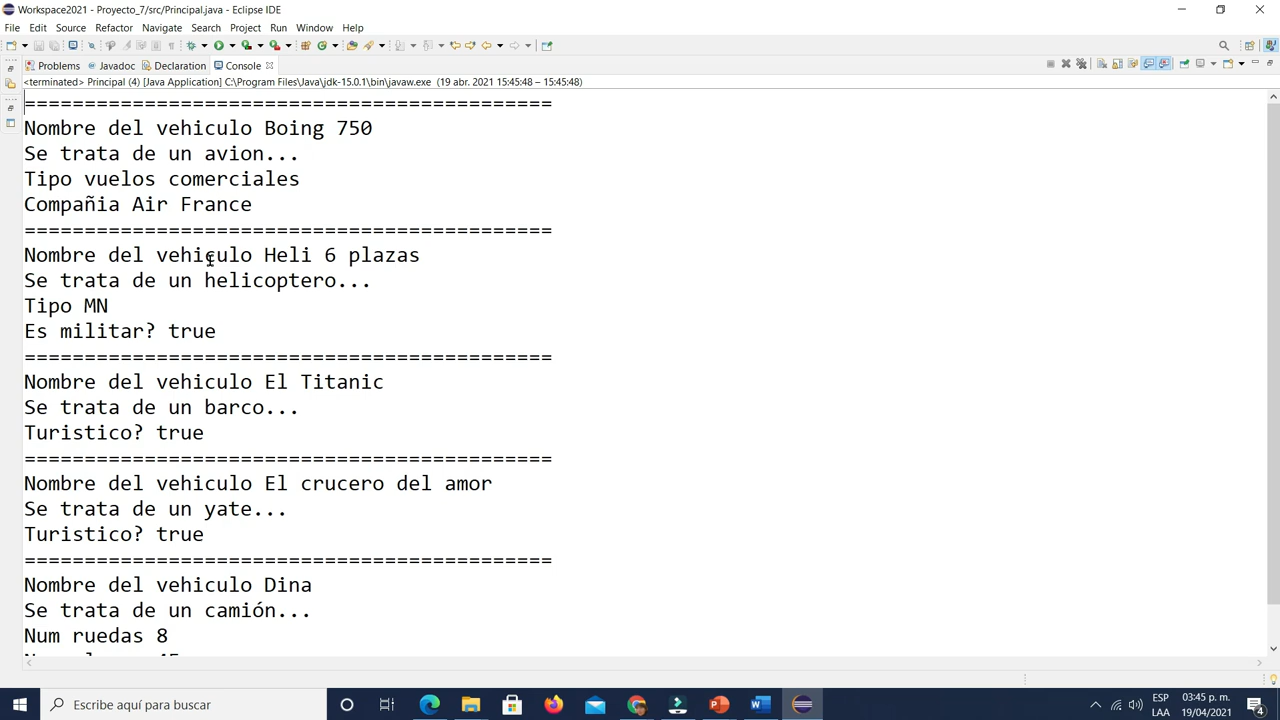 Workspace2021 - Proyecto_7/src/Principal.java - Eclipse IDE
File Edit Source Refactor Navigate Search Project Run Window Help
Problems Javadoc Declaration Console
<terminated> Principal (4) [Java Application] C:\Program Files\Java\jdk-15.0.1\bin\javaw.exe (19 abr. 2021 15:45:48 – 15:45:48)
============================================
Nombre del vehiculo Boing 750
Se trata de un avion...
Tipo vuelos comerciales
Compañia Air France
============================================
Nombre del vehiculo Heli 6 plazas
Se trata de un helicoptero...
Tipo MN
Es militar? true
============================================
Nombre del vehiculo El Titanic
Se trata de un barco...
Turistico? true
============================================
Nombre del vehiculo El crucero del amor
Se trata de un yate...
Turistico? true
============================================
Nombre del vehiculo Dina
Se trata de un camión...
Num ruedas 8
Escribe aquí para buscar
ESP 03:45 p. m.
LAA 19/04/2021 4